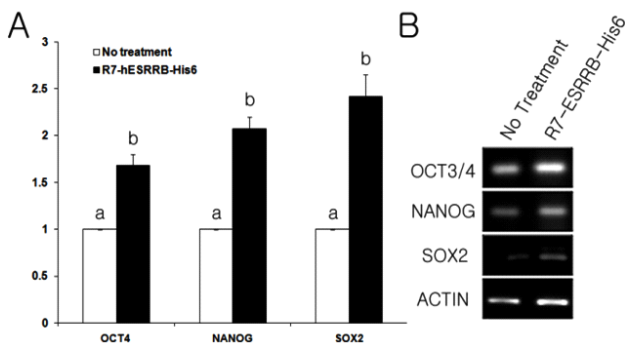 A
No treatment
R7-hESRRB-His6
3
2.5
2
1.5
1
0.5
0
a
b
a
b
a
b
OCT4
NANOG
SOX2
B
No Treatment
R7-ESRRB-His6
OCT3/4
NANOG
SOX2
ACTIN